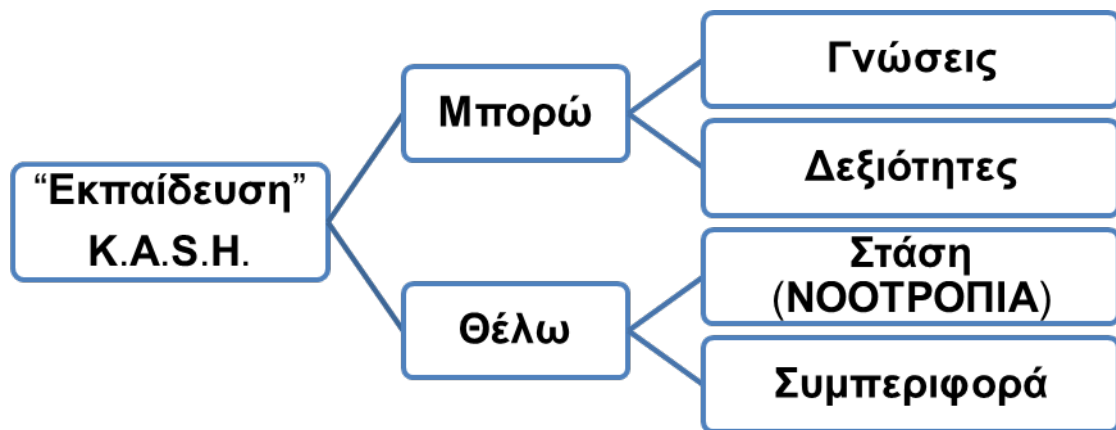 “Εκπαίδευση”
K.A.S.H.
Μπορώ
Γνώσεις
Δεξιότητες
Θέλω
Στάση
(ΝΟΟΤΡΟΠΙΑ)
Συμπεριφορά